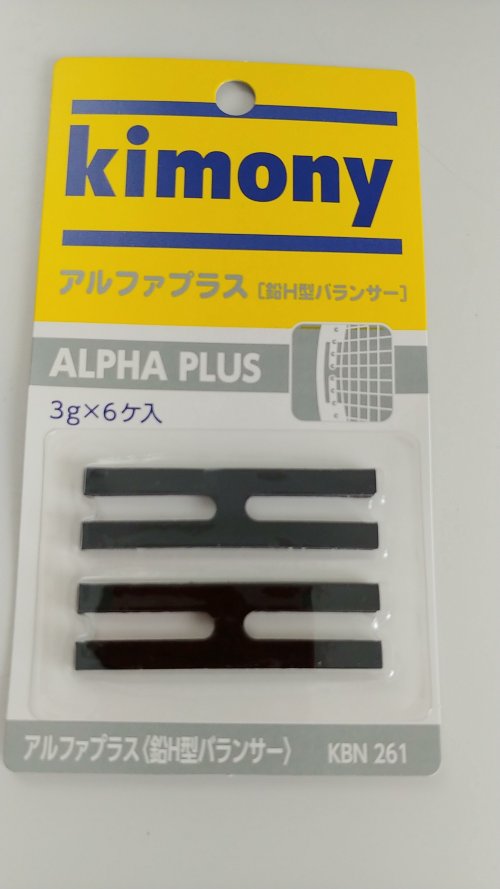 kimony
アルファプラス [鉛H型バランサー]
ALPHA PLUS
3g×6ケ入
アルファプラス〈鉛H型バランサー〉 KBN 261